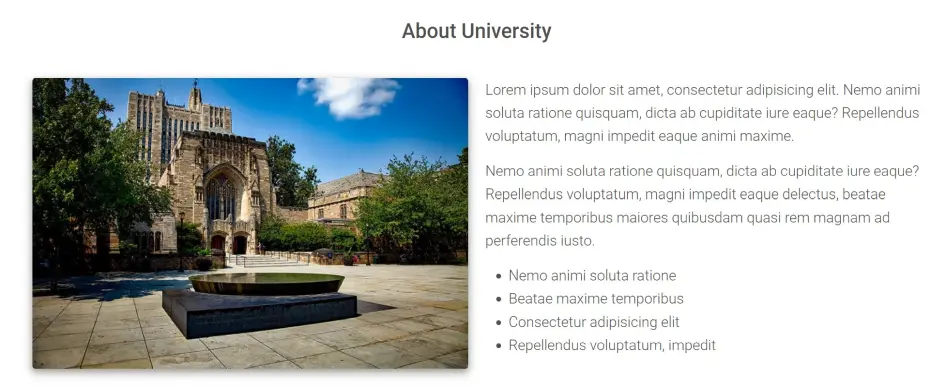 About University
Lorem ipsum dolor sit amet, consectetur adipisicing elit. Nemo animi
soluta ratione quisquam, dicta ab cupiditate iure eaque? Repellendus
voluptatum, magni impedit eaque animi maxime.
Nemo animi soluta ratione quisquam, dicta ab cupiditate iure eaque?
Repellendus voluptatum, magni impedit eaque delectus, beatae
maxime temporibus maiores quibusdam quasi rem magnam ad
perferendis iusto.
• Nemo animi soluta ratione
• Beatae maxime temporibus
• Consectetur adipisicing elit
• Repellendus voluptatum, impedit